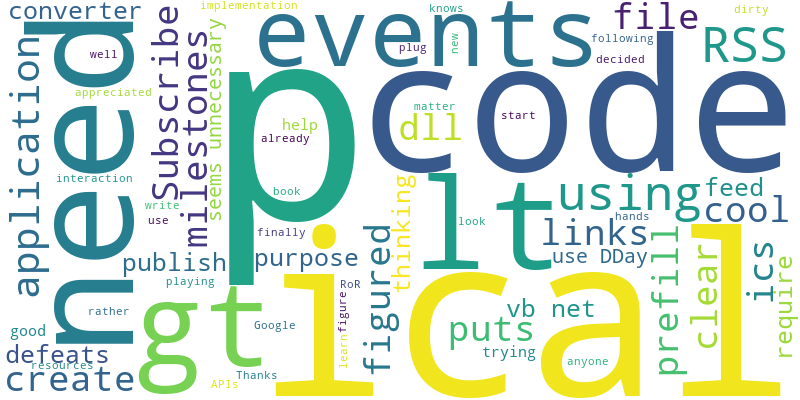 implementation
knows
dirty
converter
events
file
following
RSS
need
well
Subscribe
milestones
seems unnecessary
plug
new
decided
application
appreciated
p
code
matter
start
dll
help
already
interaction
book
thinking
lt
using
feed
write
use
look
hands
links
cool
finally
publish
purpose
figured
use DDay
prefill
clear
ics
require
playing
RoR
figure
gt
ical
rather
Google
vb net
good
puts
defeats
trying
resources
learn
anyone
create
APIs
Thanks